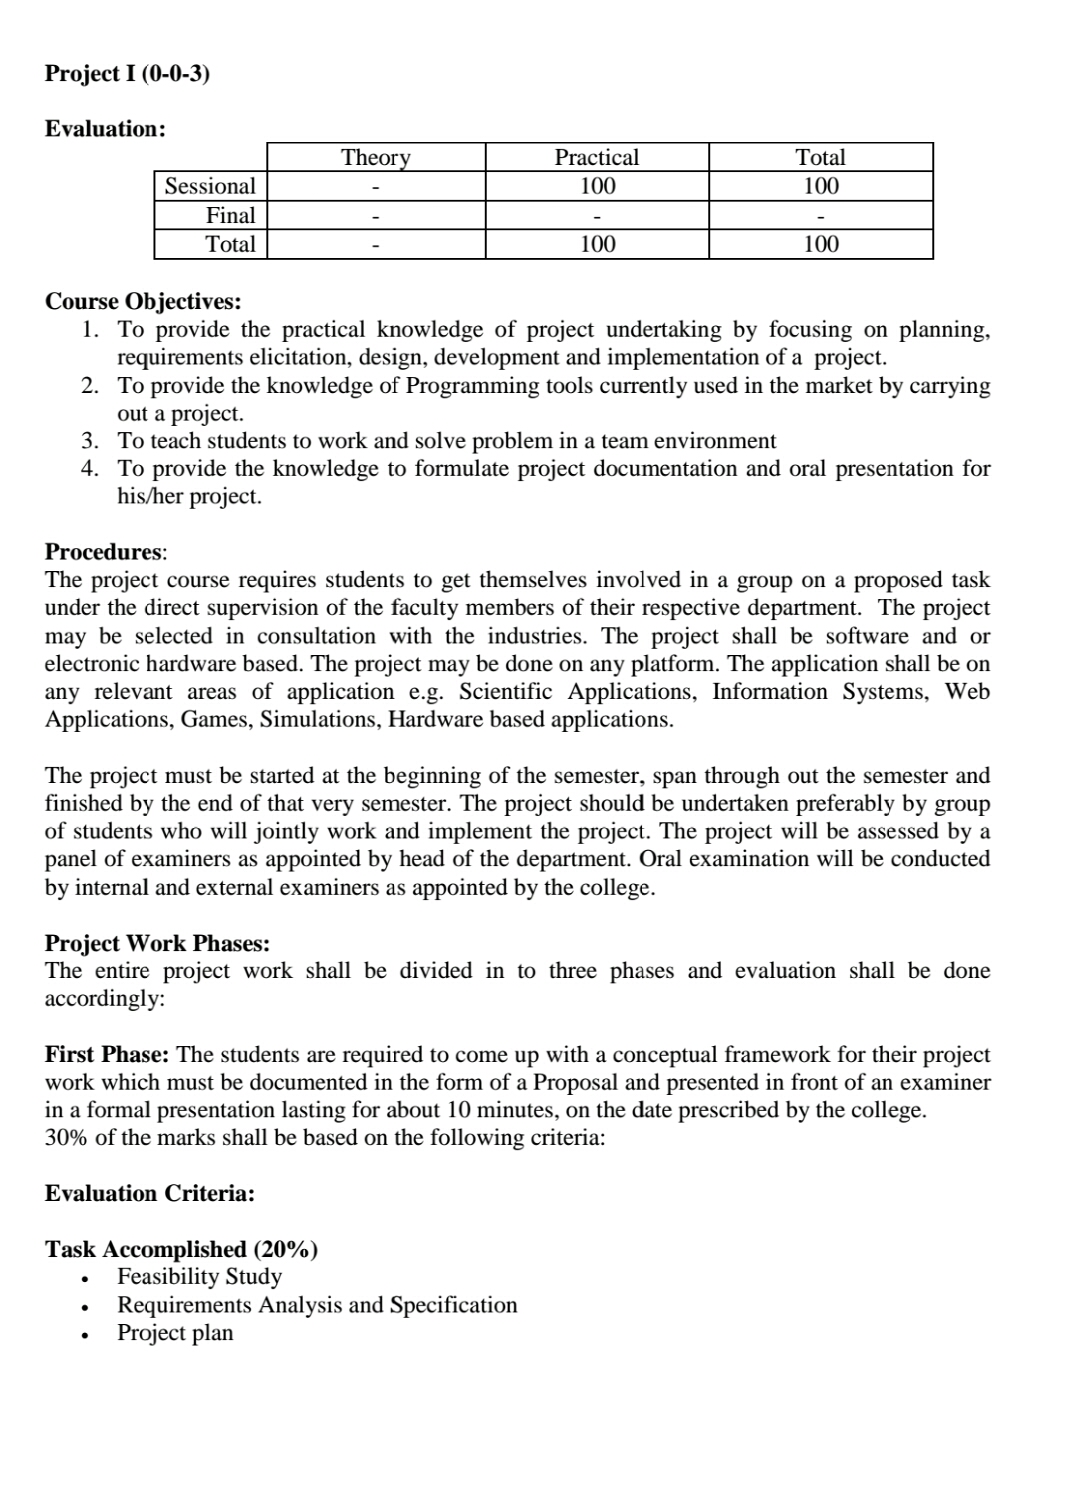 Project I (0-0-3)
Evaluation:
Theory Practical Total
Sessional - 100 100
Final - - -
Total - 100 100
Course Objectives:
1. To provide the practical knowledge of project undertaking by focusing on planning,
requirements elicitation, design, development and implementation of a project.
2. To provide the knowledge of Programming tools currently used in the market by carrying
out a project.
3. To teach students to work and solve problem in a team environment
4. To provide the knowledge to formulate project documentation and oral presentation for
his/her project.
Procedures:
The project course requires students to get themselves involved in a group on a proposed task
under the direct supervision of the faculty members of their respective department. The project
may be selected in consultation with the industries. The project shall be software and or
electronic hardware based. The project may be done on any platform. The application shall be on
any relevant areas of application e.g. Scientific Applications, Information Systems, Web
Applications, Games, Simulations, Hardware based applications.
The project must be started at the beginning of the semester, span through out the semester and
finished by the end of that very semester. The project should be undertaken preferably by group
of students who will jointly work and implement the project. The project will be assessed by a
panel of examiners as appointed by head of the department. Oral examination will be conducted
by internal and external examiners as appointed by the college.
Project Work Phases:
The entire project work shall be divided in to three phases and evaluation shall be done
accordingly:
First Phase: The students are required to come up with a conceptual framework for their project
work which must be documented in the form of a Proposal and presented in front of an examiner
in a formal presentation lasting for about 10 minutes, on the date prescribed by the college.
30% of the marks shall be based on the following criteria:
Evaluation Criteria:
Task Accomplished (20%)
• Feasibility Study
• Requirements Analysis and Specification
• Project plan